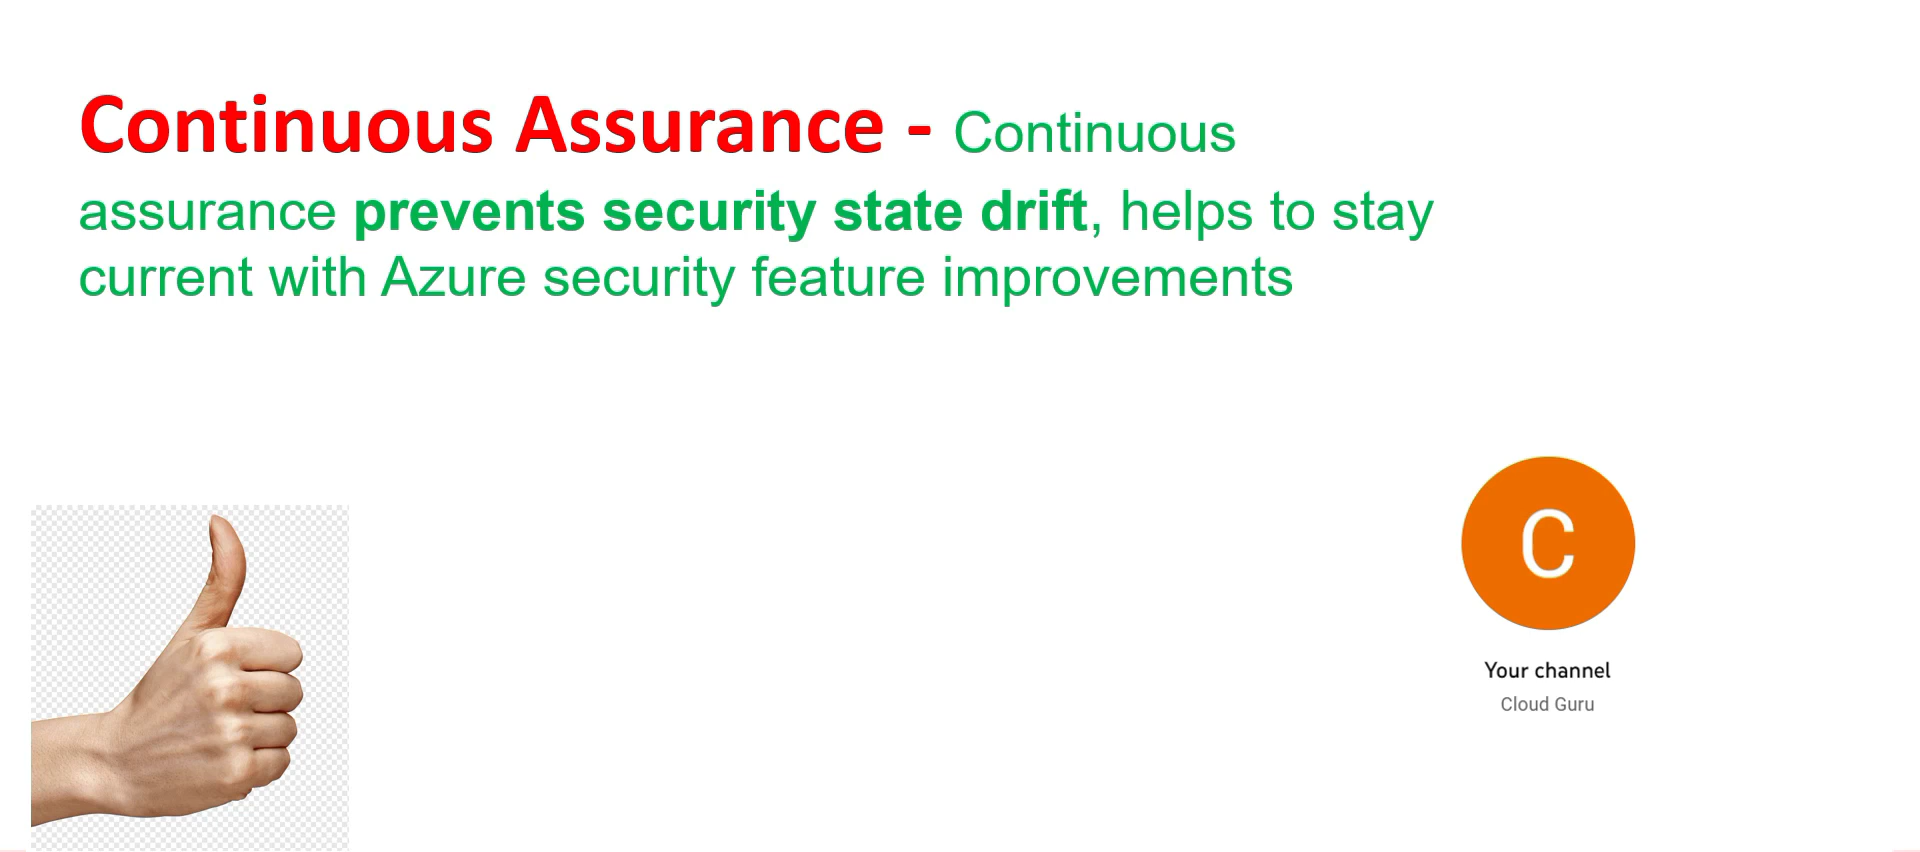 Continuous Assurance - Continuous
assurance prevents security state drift, helps to stay
current with Azure security feature improvements
C
Your channel
Cloud Guru